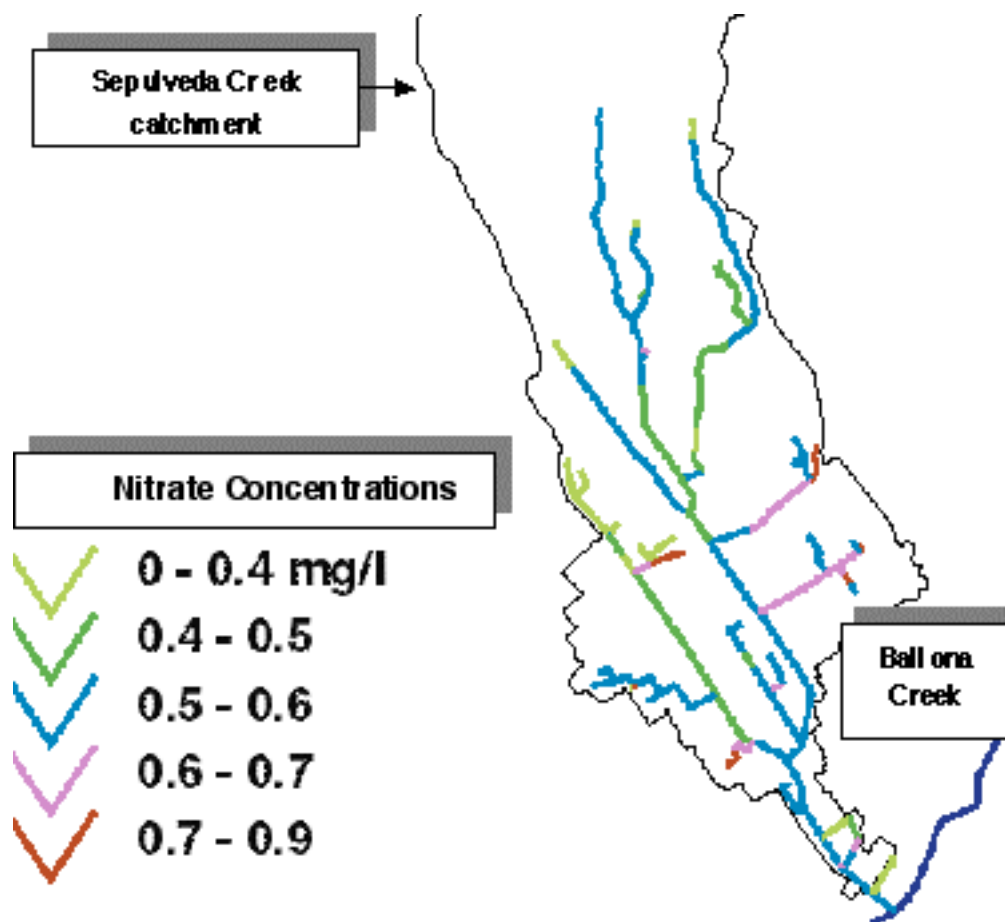 Sepulveda Creek
catchment
Nitrate Concentrations
0 - 0.4 mg/l
0.4 - 0.5
0.5 - 0.6
0.6 - 0.7
0.7 - 0.9
Ballona
Creek